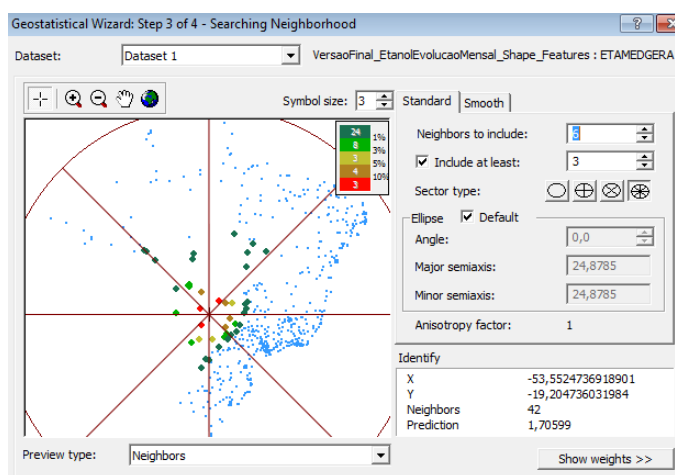 Geostatistical Wizard: Step 3 of 4 - Searching Neighborhood
Dataset: Dataset 1 VersaoFinal_EtanolEvolucaoMensal_Shape_Features : ETAMEDGERA
Symbol size: 3
Standard Smooth
24 1%
8 3%
3 5%
4 10%
3
Neighbors to include: 6
Include at least: 3
Sector type:
Ellipse Default
Angle: 0,0
Major semiaxis: 24,8785
Minor semiaxis: 24,8785
Anisotropy factor: 1
Identify
X -53,5524736918901
Y -19,204736031984
Neighbors 42
Prediction 1,70599
Preview type: Neighbors
Show weights >>